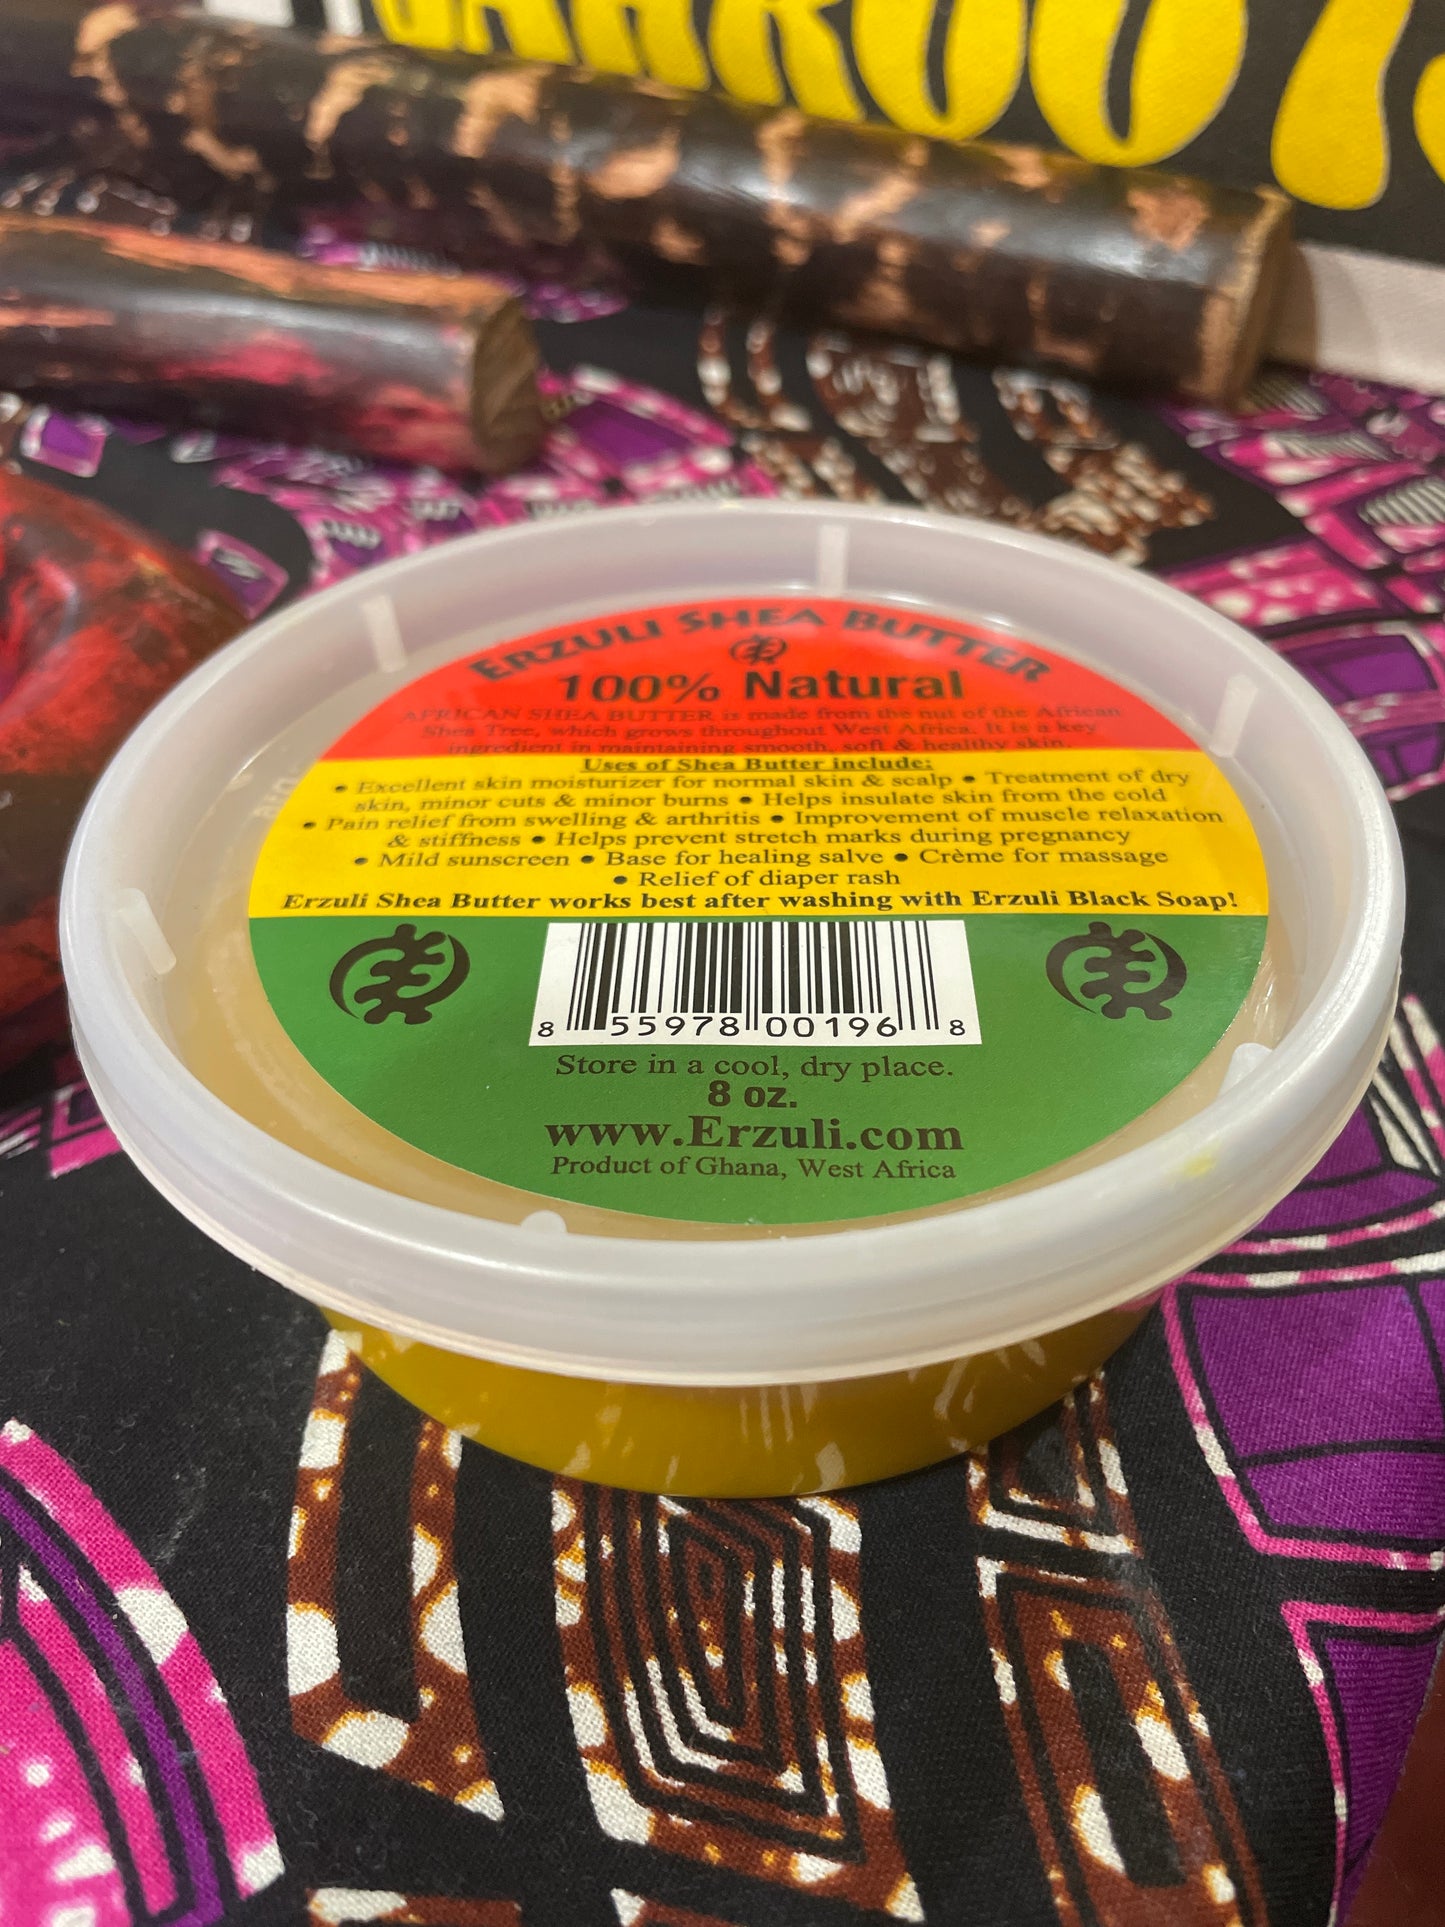 ERZULI SHEA BUTTER
100% Natural
AFRICAN SHEA BUTTER is made from the nut of the African
Shea Tree, which grows throughout West Africa. It is a key
ingredient in maintaining smooth, soft & healthy skin.
Uses of Shea Butter include:
• Excellent skin moisturizer for normal skin & scalp • Treatment of dry
skin, minor cuts & minor burns • Helps insulate skin from the cold
• Pain relief from swelling & arthritis • Improvement of muscle relaxation
& stiffness • Helps prevent stretch marks during pregnancy
• Mild sunscreen • Base for healing salve • Crème for massage
• Relief of diaper rash
Erzuli Shea Butter works best after washing with Erzuli Black Soap!
8 55978 00196 8
Store in a cool, dry place.
8 oz.
www.Erzuli.com
Product of Ghana, West Africa